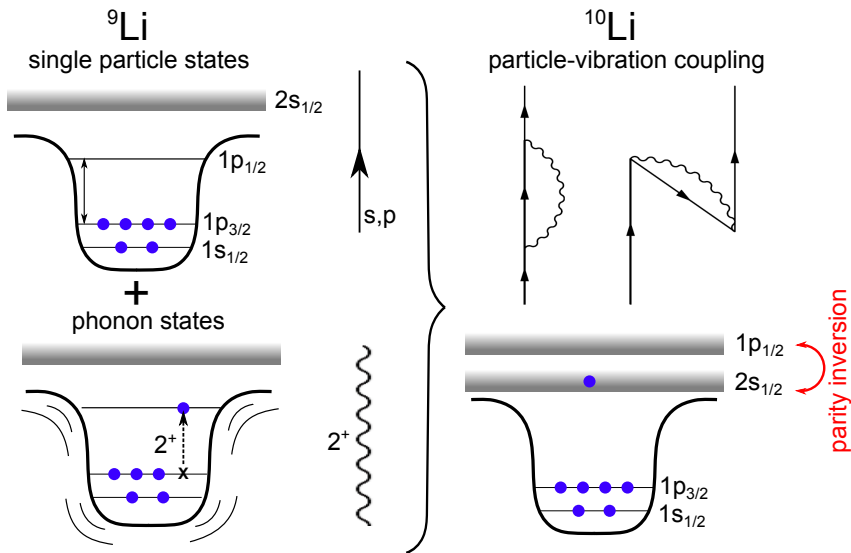 ⁹Li
single particle states
2s₁/₂
1p₁/₂
1p₃/₂
1s₁/₂
s,p
+
phonon states
2⁺
x
2⁺
¹⁰Li
particle-vibration coupling
1p₁/₂
2s₁/₂
parity inversion
1p₃/₂
1s₁/₂